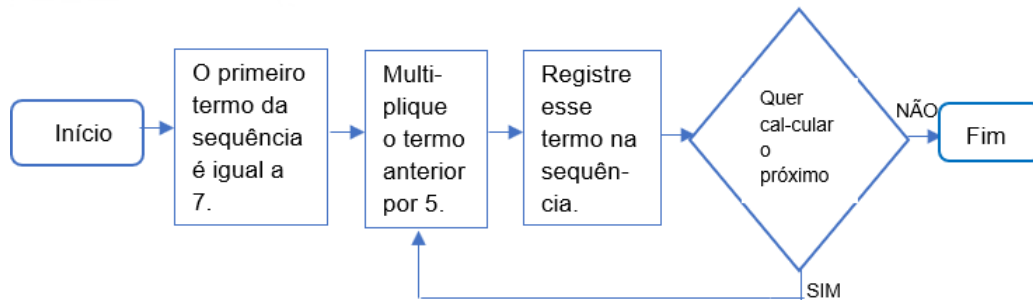 Início
O primeiro
termo da
sequência
é igual a
7.
Multi-
plique
o termo
anterior
por 5.
Registre
esse
termo na
sequên-
cia.
Quer
cal-cular
o
próximo
NÃO
Fim
SIM